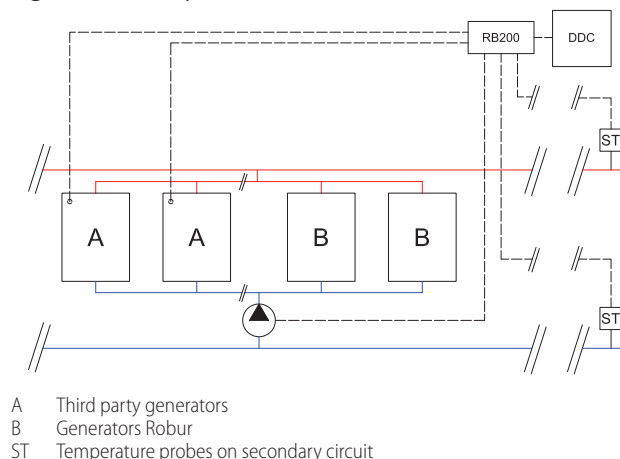 RB200
DDC
ST
A
A
B
B
ST
A Third party generators
B Generators Robur
ST Temperature probes on secondary circuit